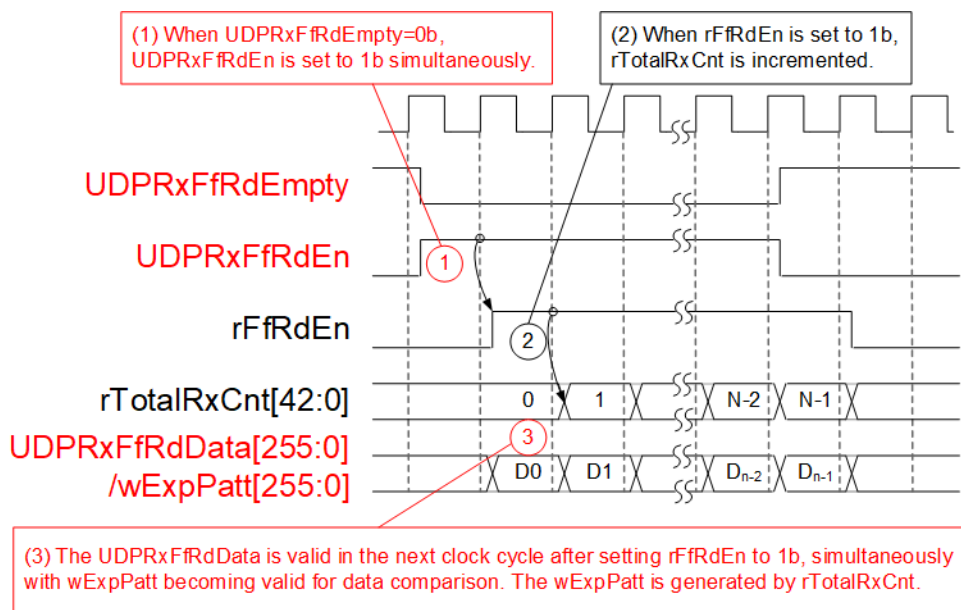 (1) When UDPRxFfRdEmpty=0b,
UDPRxFfRdEn is set to 1b simultaneously.
(2) When rFfRdEn is set to 1b,
rTotalRxCnt is incremented.
UDPRxFfRdEmpty
UDPRxFfRdEn
1
rFfRdEn
2
rTotalRxCnt[42:0]
0 1 N-2 N-1
3
UDPRxFfRdData[255:0]
/wExpPatt[255:0]
D0 D1 Dn-2 Dn-1
(3) The UDPRxFfRdData is valid in the next clock cycle after setting rFfRdEn to 1b, simultaneously
with wExpPatt becoming valid for data comparison. The wExpPatt is generated by rTotalRxCnt.